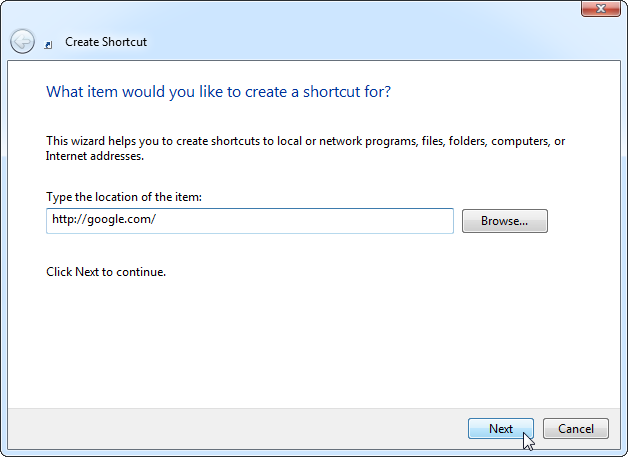 Create Shortcut
What item would you like to create a shortcut for?
This wizard helps you to create shortcuts to local or network programs, files, folders, computers, or
Internet addresses.
Type the location of the item:
http://google.com/
Browse...
Click Next to continue.
Next
Cancel